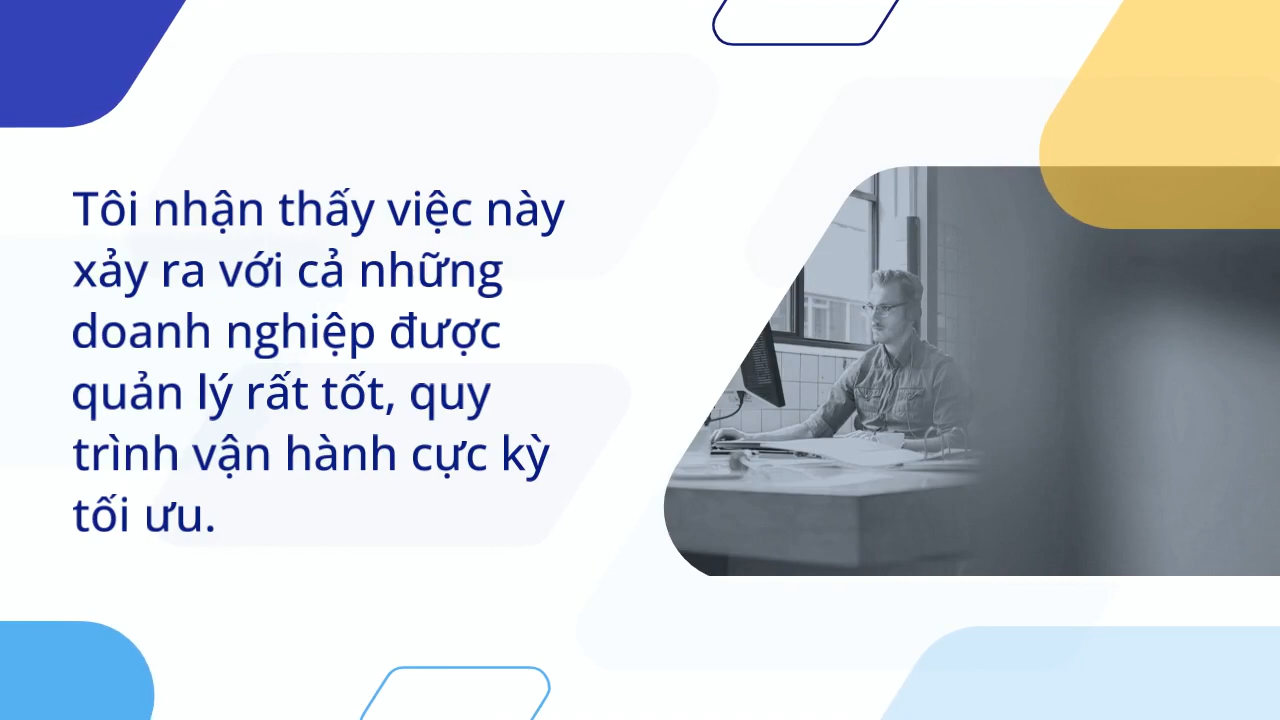 Tôi nhận thấy việc này
xảy ra với cả những
doanh nghiệp được
quản lý rất tốt, quy
trình vận hành cực kỳ
tối ưu.